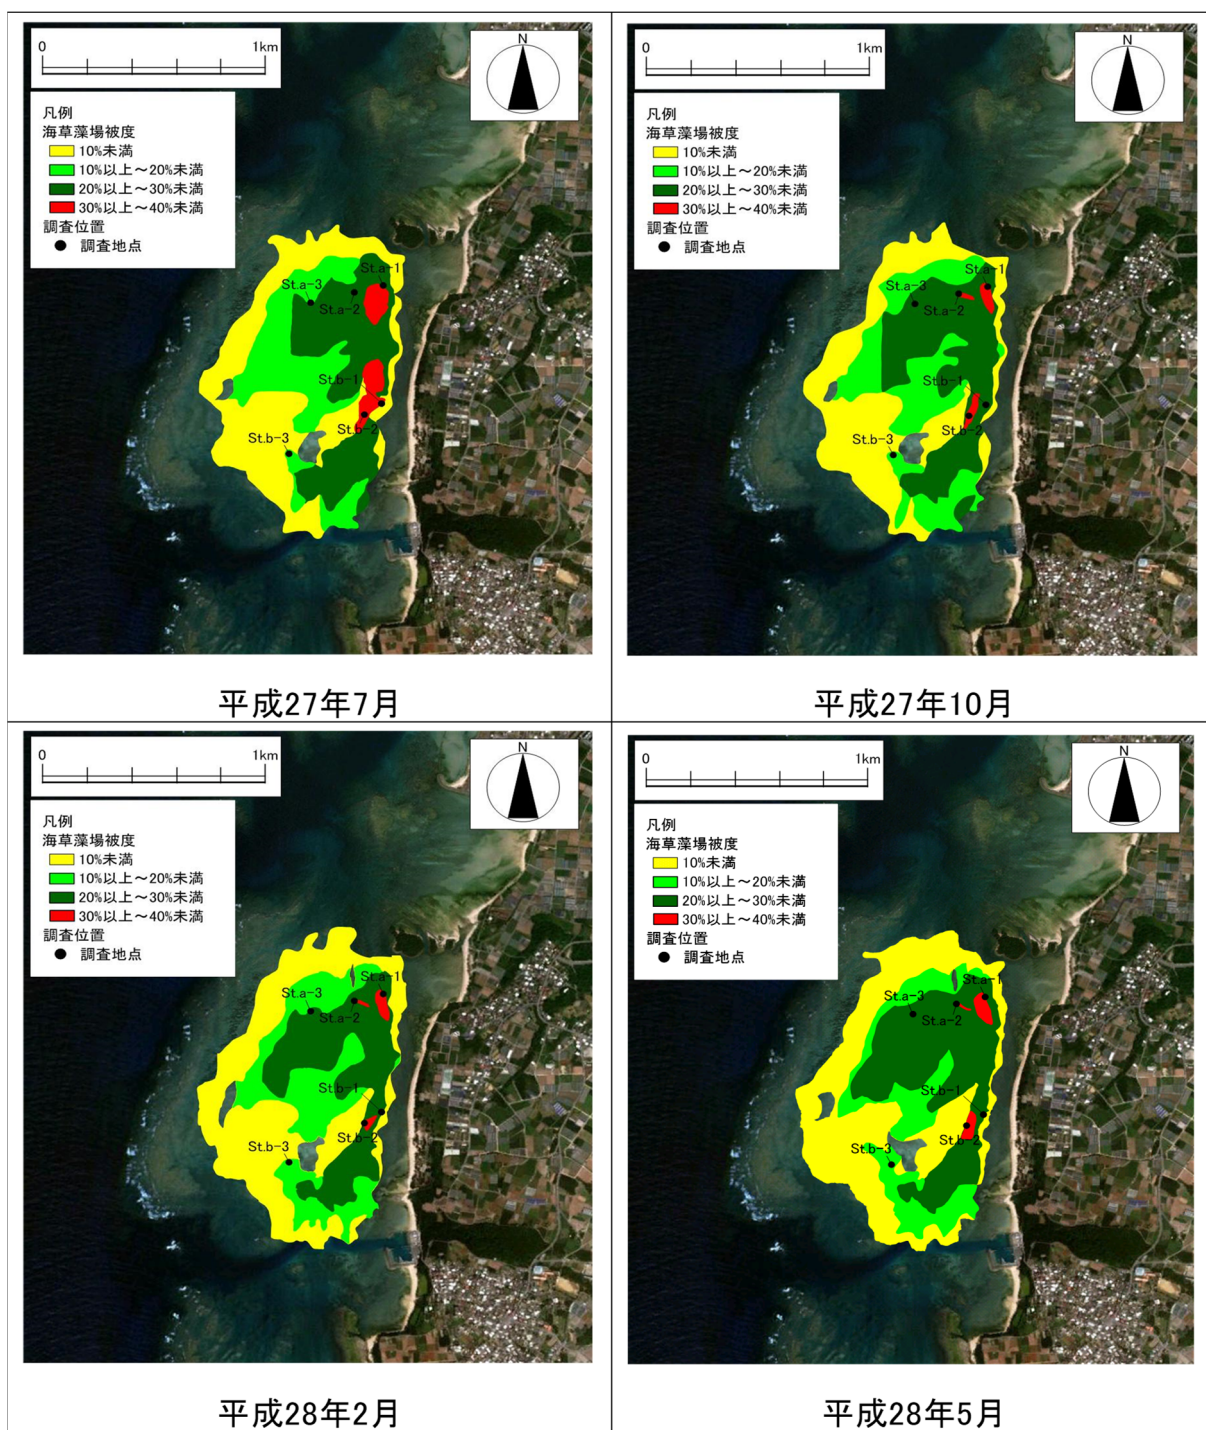 0 1km
N
凡例
海草藻場被度
10%未満
10%以上～20%未満
20%以上～30%未満
30%以上～40%未満
調査位置
調査地点
St.a-1
St.a-3
St.a-2
St.b-1
St.b-2
St.b-3
平成27年7月
0 1km
N
凡例
海草藻場被度
10%未満
10%以上～20%未満
20%以上～30%未満
30%以上～40%未満
調査位置
調査地点
St.a-1
St.a-3
St.a-2
St.b-1
St.b-2
St.b-3
平成27年10月
0 1km
N
凡例
海草藻場被度
10%未満
10%以上～20%未満
20%以上～30%未満
30%以上～40%未満
調査位置
調査地点
St.a-1
St.a-3
St.a-2
St.b-1
St.b-2
St.b-3
平成28年2月
0 1km
N
凡例
海草藻場被度
10%未満
10%以上～20%未満
20%以上～30%未満
30%以上～40%未満
調査位置
調査地点
St.a-1
St.a-3
St.a-2
St.b-1
St.b-2
St.b-3
平成28年5月